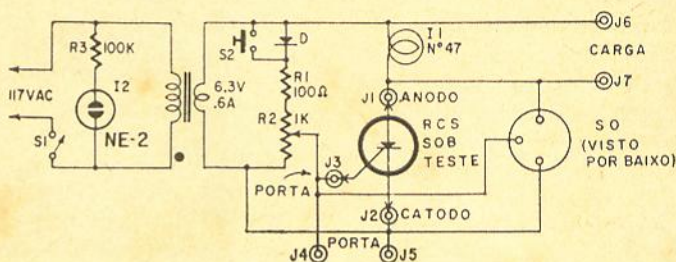 J6
R3
100K
S2
D
I1
Nº47
CARGA
I2
R1
100Ω
J7
117VAC
6.3V
.6A
J1 ANODO
NE-2
R2
1K
RCS
SOB
TESTE
SO
(VISTO
POR BAIXO)
S1
J3
PORTA
J2 CATODO
J4 PORTA J5